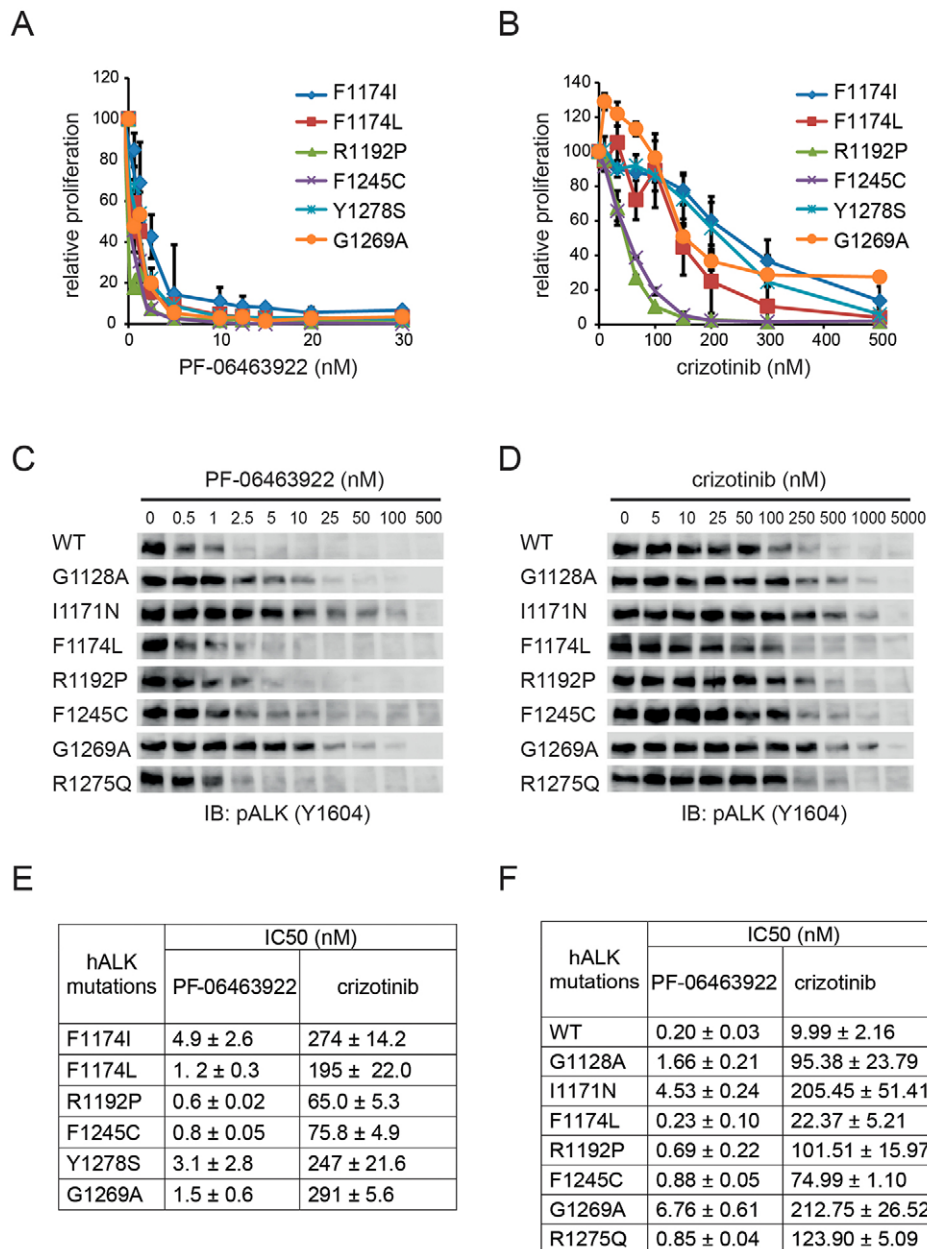 A
B
120
100
80
60
40
20
0
relative proliferation
0 10 20 30
PF-06463922 (nM)
F1174I
F1174L
R1192P
F1245C
Y1278S
G1269A
140
120
100
80
60
40
20
0
relative proliferation
0 100 200 300 400 500
crizotinib (nM)
F1174I
F1174L
R1192P
F1245C
Y1278S
G1269A
C
PF-06463922 (nM)
0 0.5 1 2.5 5 10 25 50 100 500
WT
G1128A
I1171N
F1174L
R1192P
F1245C
G1269A
R1275Q
IB: pALK (Y1604)
D
crizotinib (nM)
0 5 10 25 50 100 250 500 1000 5000
WT
G1128A
I1171N
F1174L
R1192P
F1245C
G1269A
R1275Q
IB: pALK (Y1604)
E
hALK
mutations
IC50 (nM)
PF-06463922 crizotinib
F1174I 4.9 ± 2.6 274 ± 14.2
F1174L 1. 2 ± 0.3 195 ± 22.0
R1192P 0.6 ± 0.02 65.0 ± 5.3
F1245C 0.8 ± 0.05 75.8 ± 4.9
Y1278S 3.1 ± 2.8 247 ± 21.6
G1269A 1.5 ± 0.6 291 ± 5.6
F
hALK
mutations
IC50 (nM)
PF-06463922 crizotinib
WT 0.20 ± 0.03 9.99 ± 2.16
G1128A 1.66 ± 0.21 95.38 ± 23.79
I1171N 4.53 ± 0.24 205.45 ± 51.41
F1174L 0.23 ± 0.10 22.37 ± 5.21
R1192P 0.69 ± 0.22 101.51 ± 15.97
F1245C 0.88 ± 0.05 74.99 ± 1.10
G1269A 6.76 ± 0.61 212.75 ± 26.52
R1275Q 0.85 ± 0.04 123.90 ± 5.09